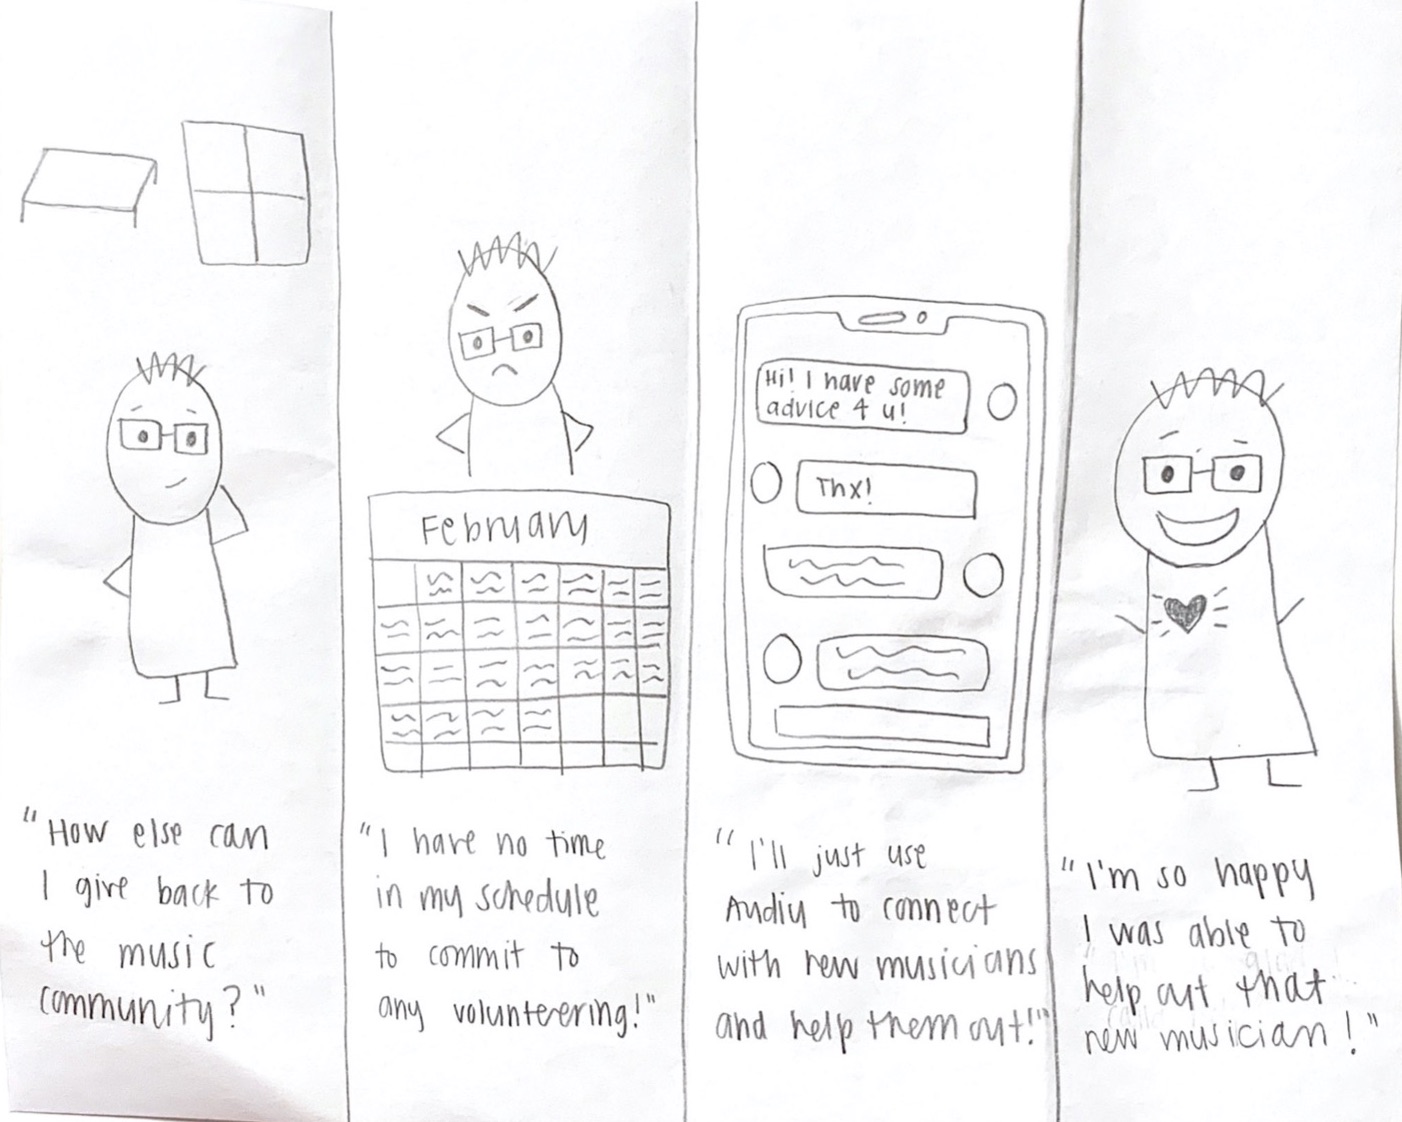 "How else can
I give back to
the music
community?"
February
"I have no time
in my schedule
to commit to
any volunteering!"
Hi! I have some
advice 4 u!
Thx!
"I'll just use
Audiy to connect
with new musicians
and help them out!"
"I'm so happy
I was able to
help out that
new musician!"